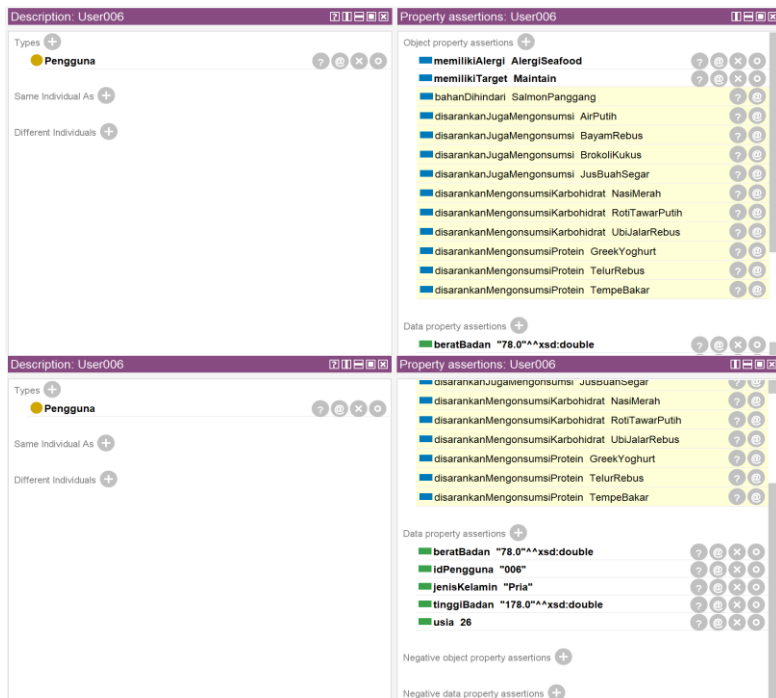 Description: User006
Types
Pengguna
Same Individual As
Different Individuals
Property assertions: User006
Object property assertions
memilikiAlergi AlergiSeafood
memilikiTarget Maintain
bahanDihindari SalmonPanggang
disarankanJugaMengonsumsi AirPutih
disarankanJugaMengonsumsi BayamRebus
disarankanJugaMengonsumsi BrokoliKukus
disarankanJugaMengonsumsi JusBuahSegar
disarankanMengonsumsiKarbohidrat NasiMerah
disarankanMengonsumsiKarbohidrat RotiTawarPutih
disarankanMengonsumsiKarbohidrat UbiJalarRebus
disarankanMengonsumsiProtein GreekYoghurt
disarankanMengonsumsiProtein TelurRebus
disarankanMengonsumsiProtein TempeBakar
Data property assertions
beratBadan "78.0"^^xsd:double
Description: User006
Types
Pengguna
Same Individual As
Different Individuals
Property assertions: User006
disarankanJugaMengonsumsi JusBuahSegar
disarankanMengonsumsiKarbohidrat NasiMerah
disarankanMengonsumsiKarbohidrat RotiTawarPutih
disarankanMengonsumsiKarbohidrat UbiJalarRebus
disarankanMengonsumsiProtein GreekYoghurt
disarankanMengonsumsiProtein TelurRebus
disarankanMengonsumsiProtein TempeBakar
Data property assertions
beratBadan "78.0"^^xsd:double
idPengguna "006"
jenisKelamin "Pria"
tinggiBadan "178.0"^^xsd:double
usia 26
Negative object property assertions
Negative data property assertions